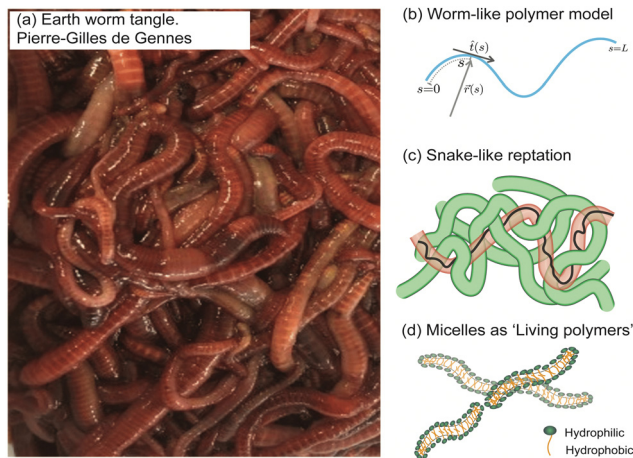 (a) Earth worm tangle.
Pierre-Gilles de Gennes
(b) Worm-like polymer model
t̂(s)
s
s=0
r⃗(s)
s=L
(c) Snake-like reptation
(d) Micelles as ‘Living polymers’
Hydrophilic
Hydrophobic